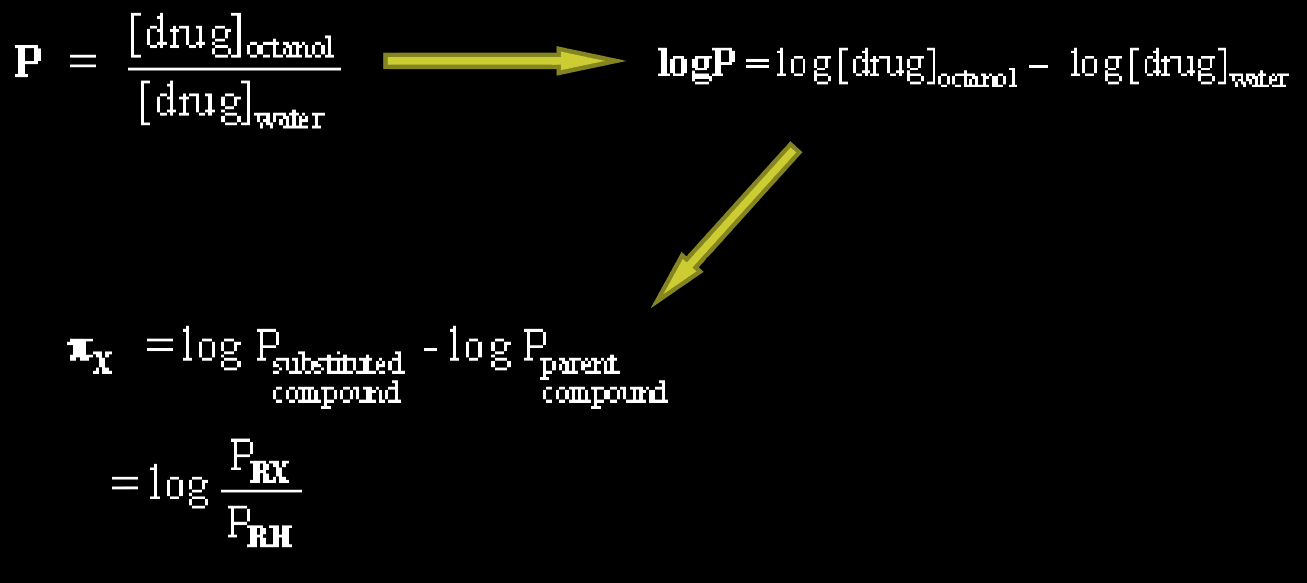 P = [drug]octanol / [drug]water
logP = log[drug]octanol – log[drug]water
πX = log Psubstituted compound - log Pparent compound
= log PRX / PRH